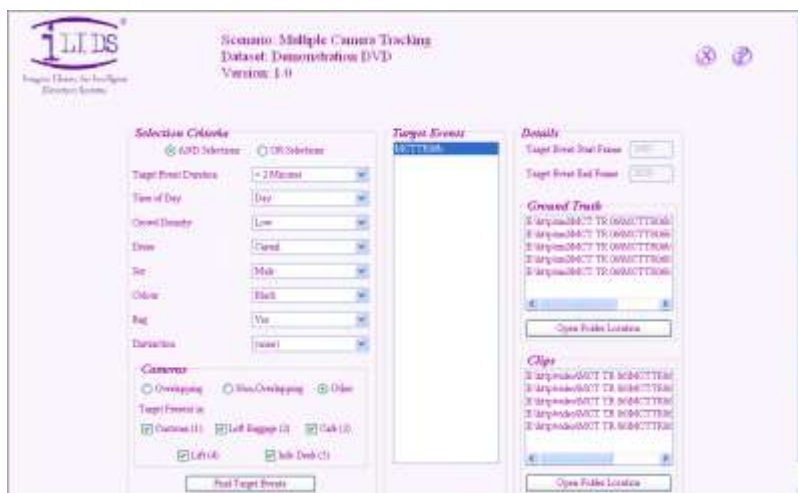 iLIDS
Imagery Library for Intelligent
Detection Systems
Scenario: Multiple Camera Tracking
Dataset: Demonstration DVD
Version: 1.0
Selection Criteria
AND Selections
OR Selections
Target Event Duration
< 2 Minutes
Time of Day
Day
Crowd Density
Low
Dress
Casual
Sex
Male
Colour
Black
Bag
Yes
Distraction
(none)
Cameras
Overlapping
Non-Overlapping
Other
Target Present in
Customs (1)
Left Baggage (2)
Cafe (3)
Lift (4)
Info Desk (5)
Find Target Events
Target Events
Details
Target Event Start Frame
Target Event End Frame
Ground Truth
Open Folder Location
Clips
Open Folder Location